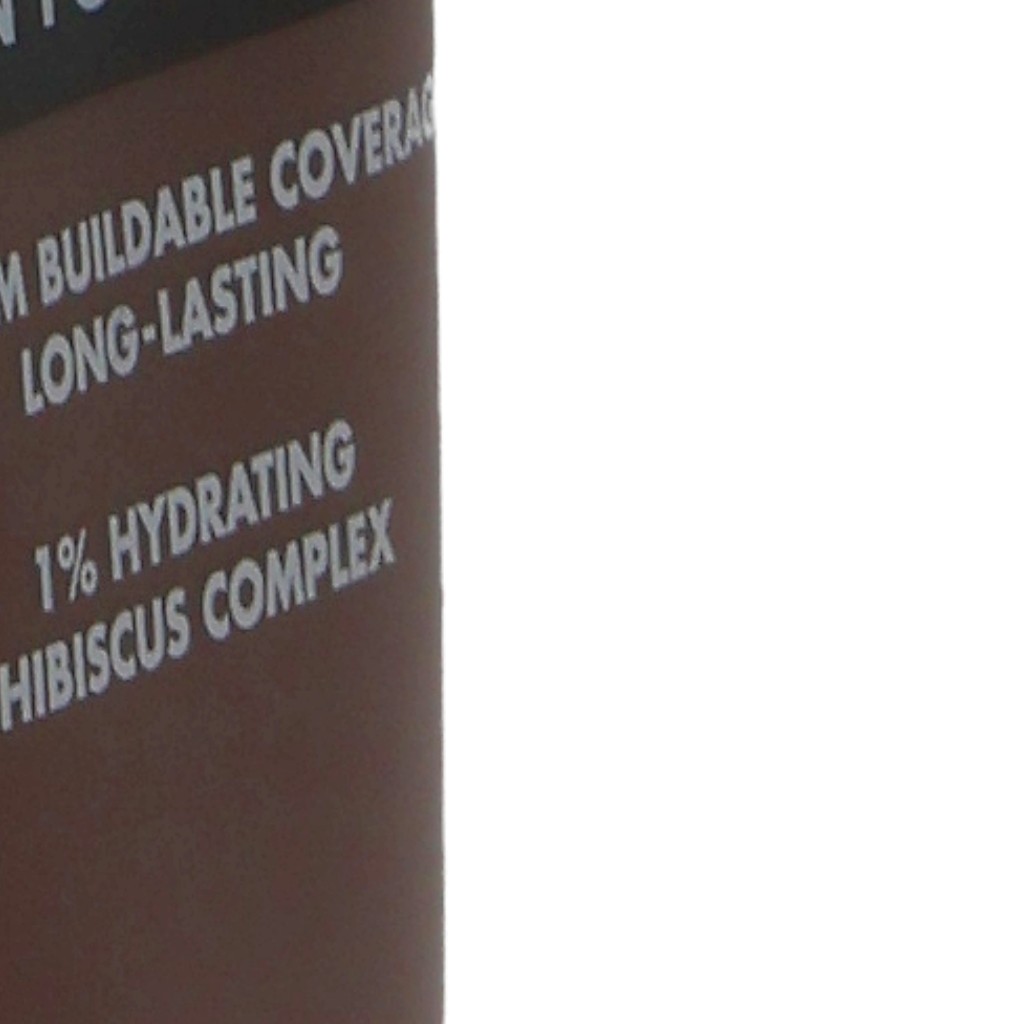 BUILDABLE COVERAG
LONG-LASTING
1% HYDRATING
HIBISCUS COMPLEX